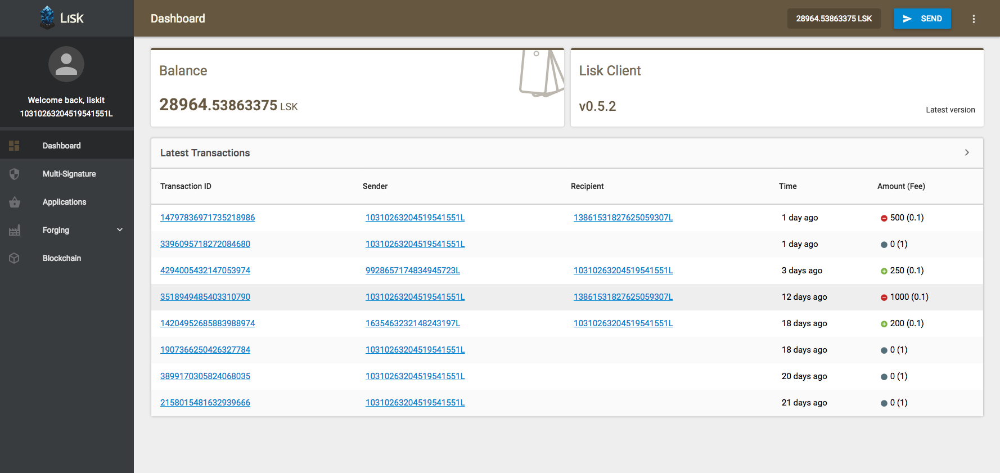 Lisk
Dashboard
28964.53863375 LSK
SEND
Welcome back, liskit
10310263204519541551L
Dashboard
Multi-Signature
Applications
Forging
Blockchain
Balance
28964.53863375 LSK
Lisk Client
v0.5.2
Latest version
Latest Transactions
Transaction ID Sender Recipient Time Amount (Fee)
14797836971735218986 10310263204519541551L 13861531827625059307L 1 day ago 500 (0.1)
3396095718272084680 10310263204519541551L 1 day ago 0 (1)
4294005432147053974 9928657174834945723L 10310263204519541551L 3 days ago 250 (0.1)
3518949485403310790 10310263204519541551L 13861531827625059307L 12 days ago 1000 (0.1)
14204952685883988974 1635463232148243197L 10310263204519541551L 18 days ago 200 (0.1)
1907366250426327784 10310263204519541551L 18 days ago 0 (1)
3899170305824068035 10310263204519541551L 20 days ago 0 (1)
2158015481632939666 10310263204519541551L 21 days ago 0 (1)